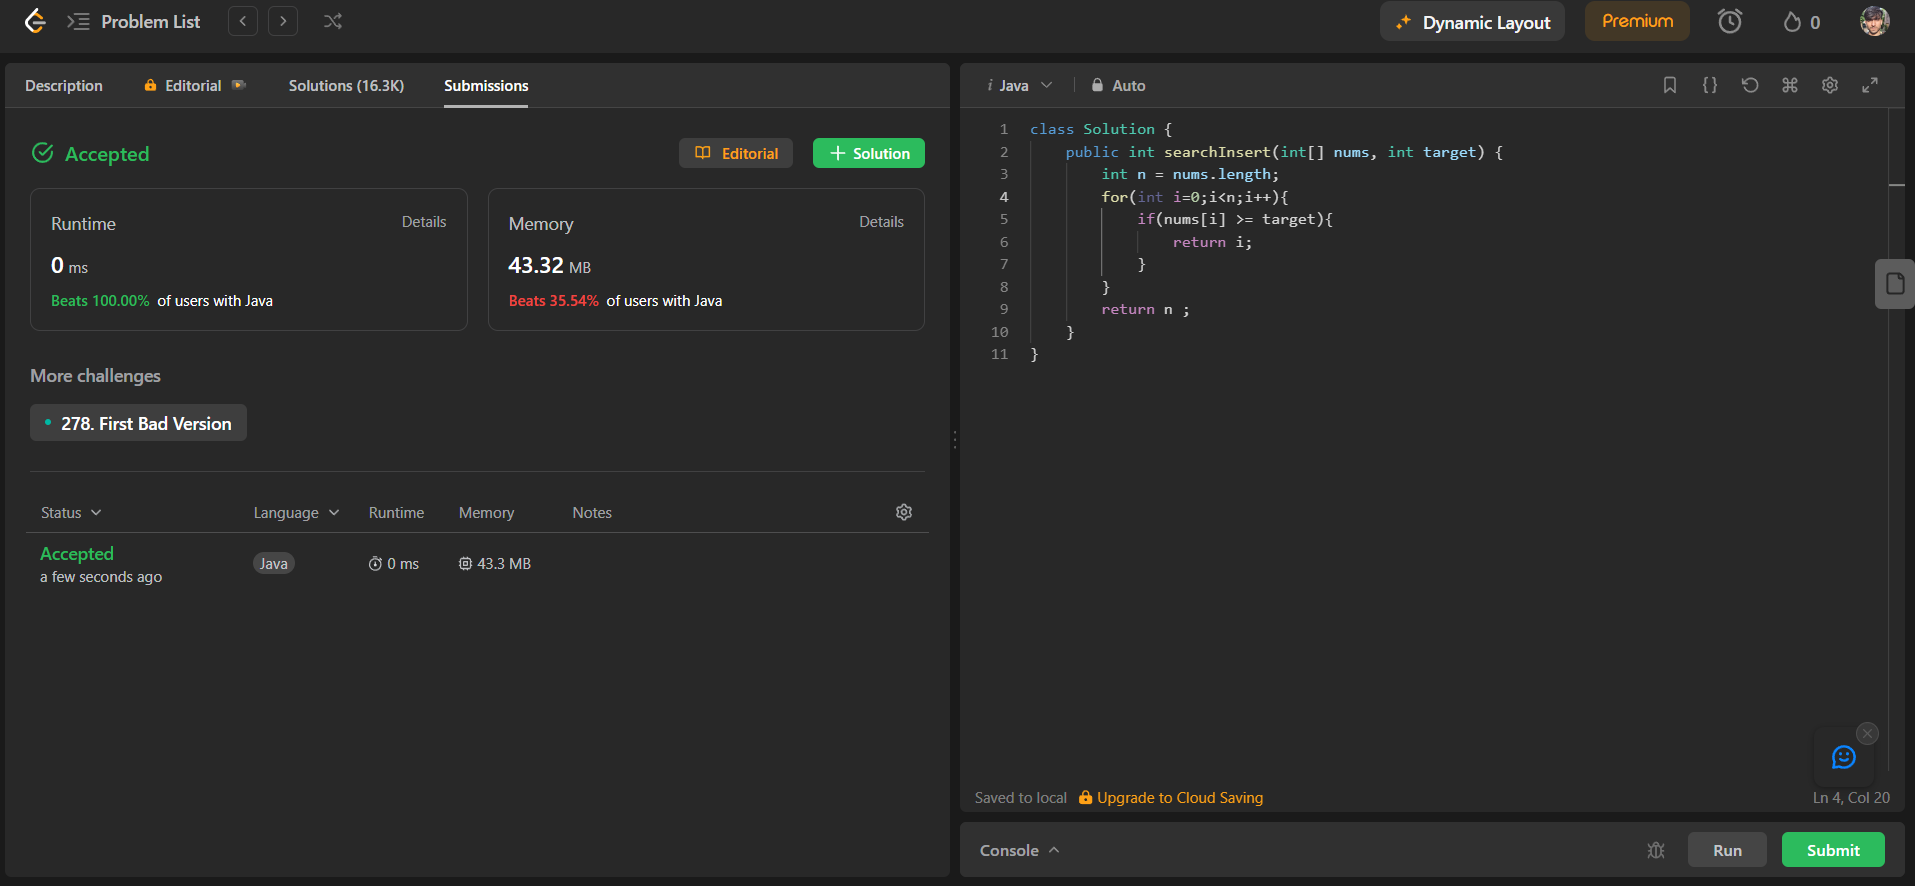 Problem List
Dynamic Layout
Premium
0
Description
Editorial
Solutions (16.3K)
Submissions
Accepted
Editorial
+ Solution
Runtime
Details
0 ms
Beats 100.00% of users with Java
Memory
Details
43.32 MB
Beats 35.54% of users with Java
More challenges
278. First Bad Version
Status Language Runtime Memory Notes
Accepted
a few seconds ago
Java
0 ms
43.3 MB
i Java
Auto
1 class Solution {
2 public int searchInsert(int[] nums, int target) {
3 int n = nums.length;
4 for(int i=0;i<n;i++){
5 if(nums[i] >= target){
6 return i;
7 }
8 }
9 return n ;
10 }
11 }
Saved to local Upgrade to Cloud Saving
Ln 4, Col 20
Console
Run
Submit